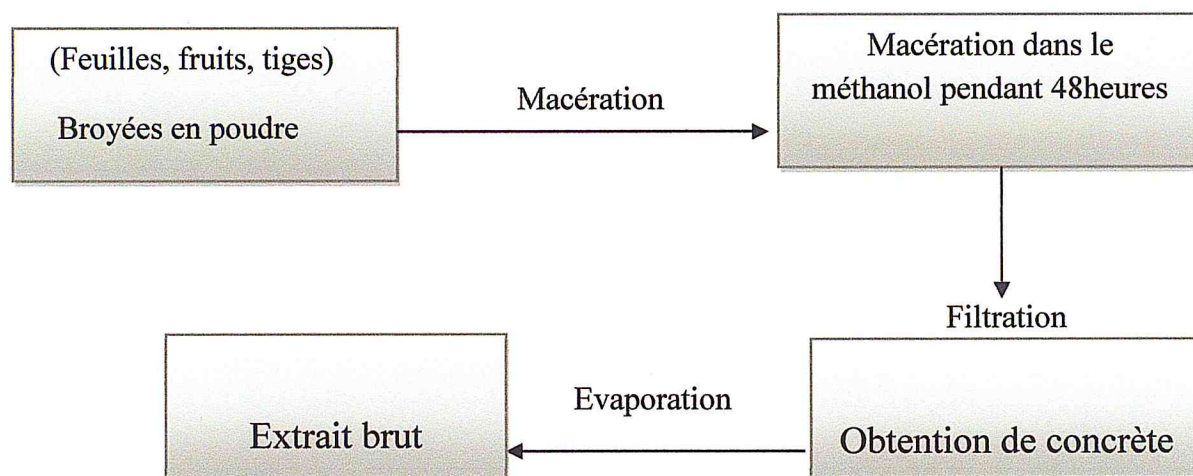 (Feuilles, fruits, tiges)
Broyées en poudre
Macération
Macération dans le
méthanol pendant 48heures
Filtration
Obtention de concrète
Evaporation
Extrait brut